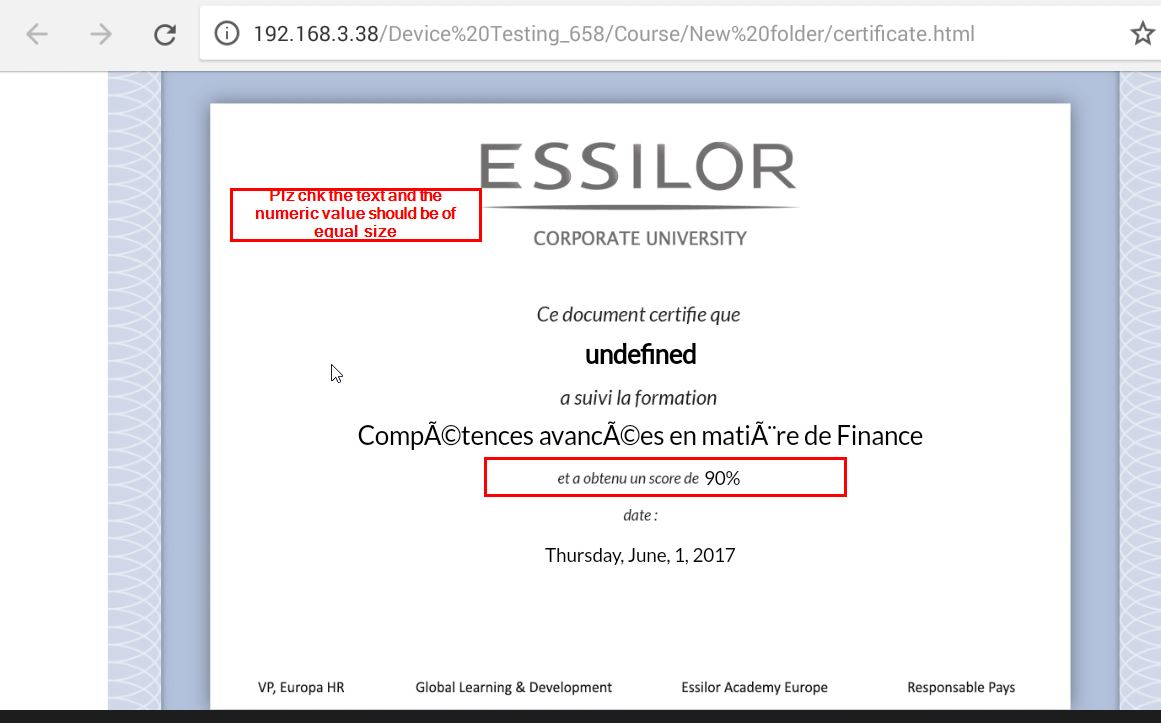 192.168.3.38/Device%20Testing_658/Course/New%20folder/certificate.html
ESSILOR
CORPORATE UNIVERSITY
Plz chk the text and the
numeric value should be of
equal size
Ce document certifie que
undefined
a suivi la formation
CompÃ©tences avancÃ©es en matiÃ¨re de Finance
et a obtenu un score de 90%
date :
Thursday, June, 1, 2017
VP, Europa HR Global Learning & Development Essilor Academy Europe Responsable Pays